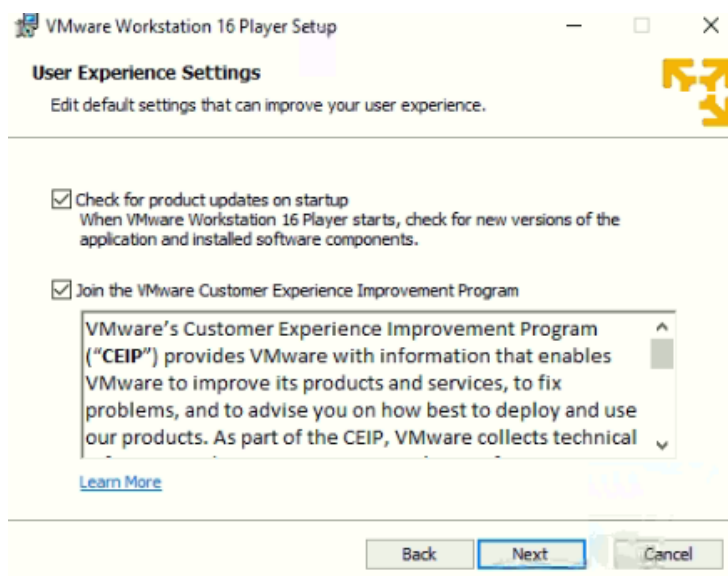 VMware Workstation 16 Player Setup
User Experience Settings
Edit default settings that can improve your user experience.
Check for product updates on startup
When VMware Workstation 16 Player starts, check for new versions of the
application and installed software components.
Join the VMware Customer Experience Improvement Program
VMware's Customer Experience Improvement Program
("CEIP") provides VMware with information that enables
VMware to improve its products and services, to fix
problems, and to advise you on how best to deploy and use
our products. As part of the CEIP, VMware collects technical
Learn More
Back Next Cancel